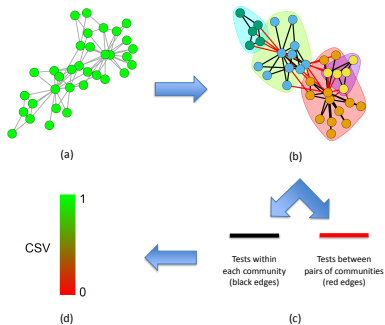 (a)
(b)
1
CSV
0
(d)
Tests within
each community
(black edges)
Tests between
pairs of communities
(red edges)
(c)